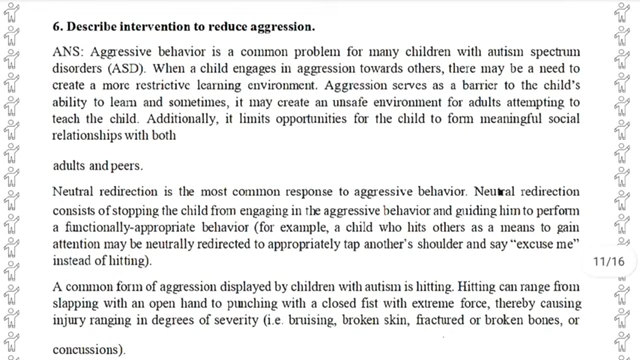 6. Describe intervention to reduce aggression.
ANS: Aggressive behavior is a common problem for many children with autism spectrum
disorders (ASD). When a child engages in aggression towards others, there may be a need to
create a more restrictive learning environment. Aggression serves as a barrier to the child's
ability to learn and sometimes, it may create an unsafe environment for adults attempting to
teach the child. Additionally, it limits opportunities for the child to form meaningful social
relationships with both
adults and peers.
Neutral redirection is the most common response to aggressive behavior. Neutral redirection
consists of stopping the child from engaging in the aggressive behavior and guiding him to perform
a functionally-appropriate behavior (for example, a child who hits others as a means to gain
attention may be neutrally redirected to appropriately tap another's shoulder and say "excuse me"
instead of hitting).
11/16
A common form of aggression displayed by children with autism is hitting. Hitting can range from
slapping with an open hand to punching with a closed fist with extreme force, thereby causing
injury ranging in degrees of severity (i.e. bruising, broken skin, fractured or broken bones, or
concussions).